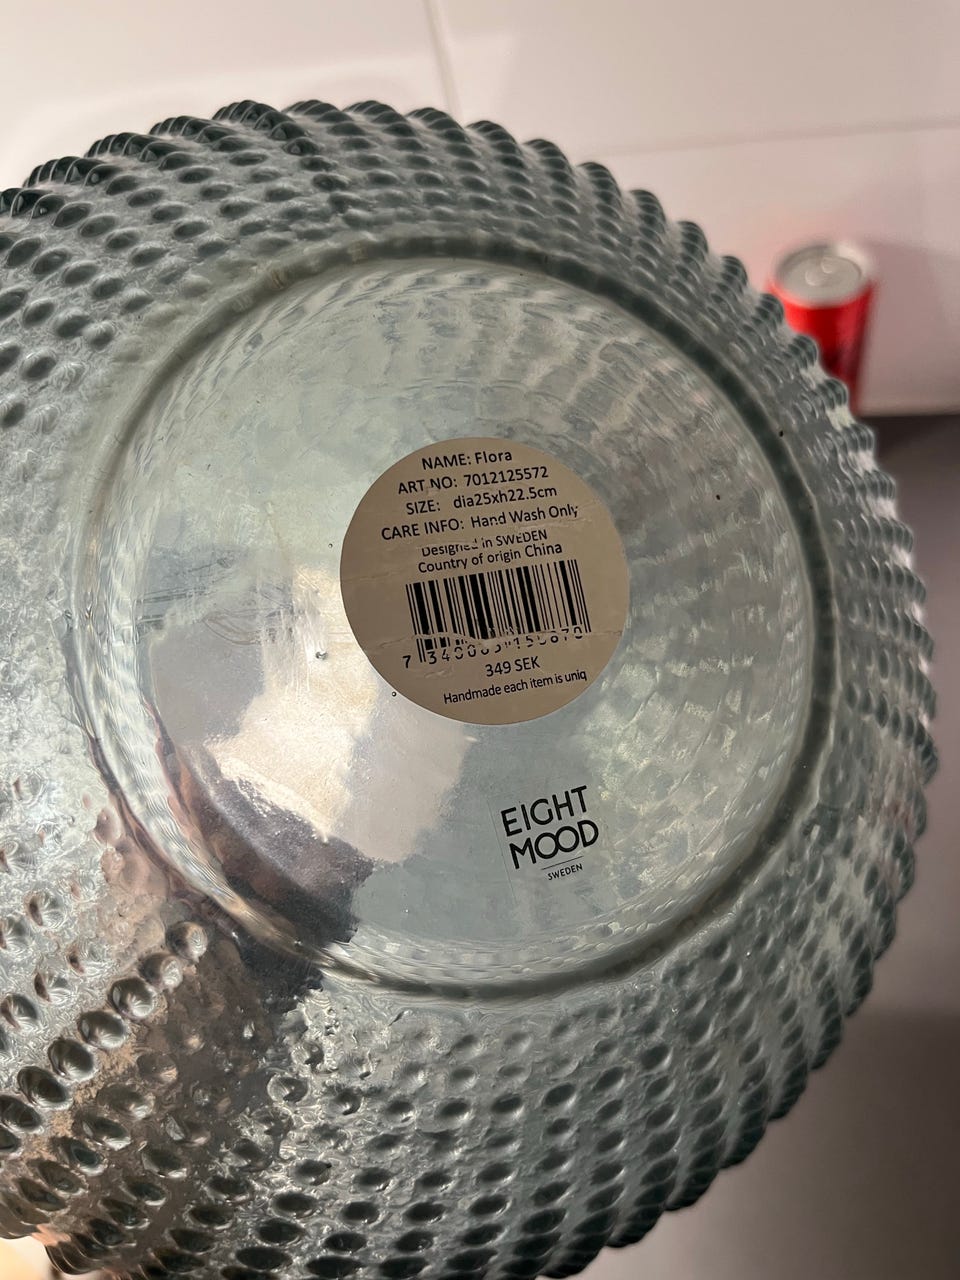 NAME: Flora
ART NO: 7012125572
SIZE: dia25xh22.5cm
CARE INFO: Hand Wash Only
Designed in SWEDEN
Country of origin China
349 SEK
Handmade each item is uniq
EIGHT
MOOD
SWEDEN